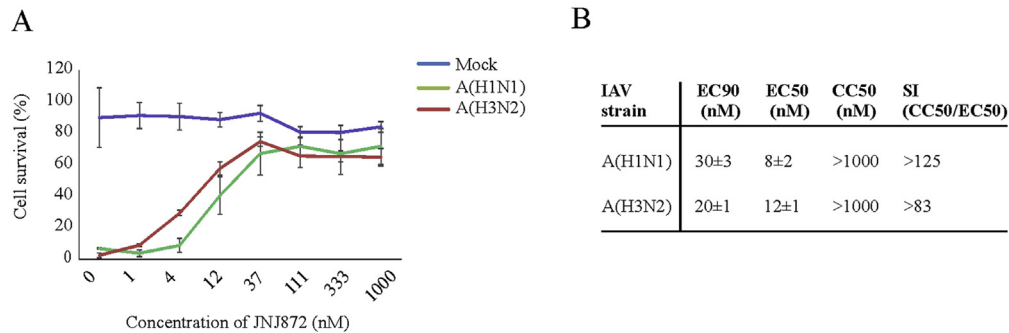 A
Cell survival (%)
120
100
80
60
40
20
0
0 1 4 12 37 111 333 1000
Concentration of JNJ872 (nM)
Mock
A(H1N1)
A(H3N2)
B
IAV strain EC90 (nM) EC50 (nM) CC50 (nM) SI (CC50/EC50)
A(H1N1) 30±3 8±2 >1000 >125
A(H3N2) 20±1 12±1 >1000 >83